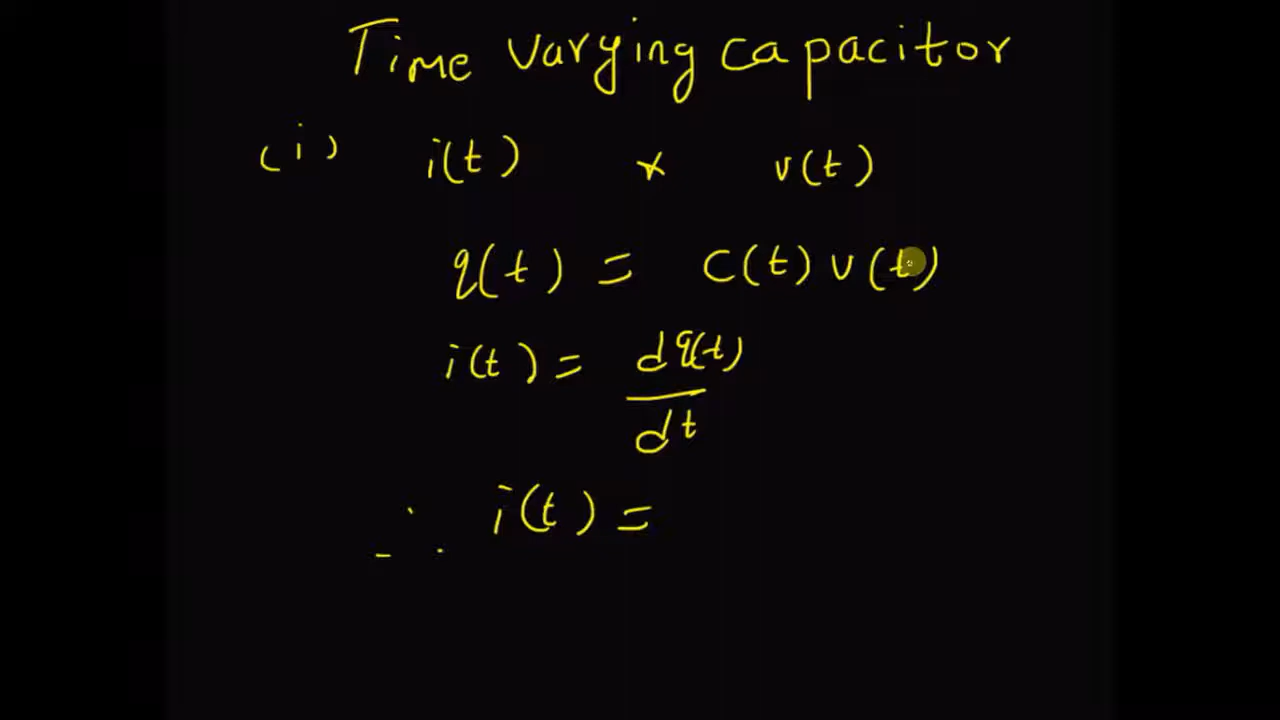 Time varying capacitor
(i) i(t) x v(t)
q(t) = C(t) v(t)
i(t) = dq(t)
dt
∴ i(t) =